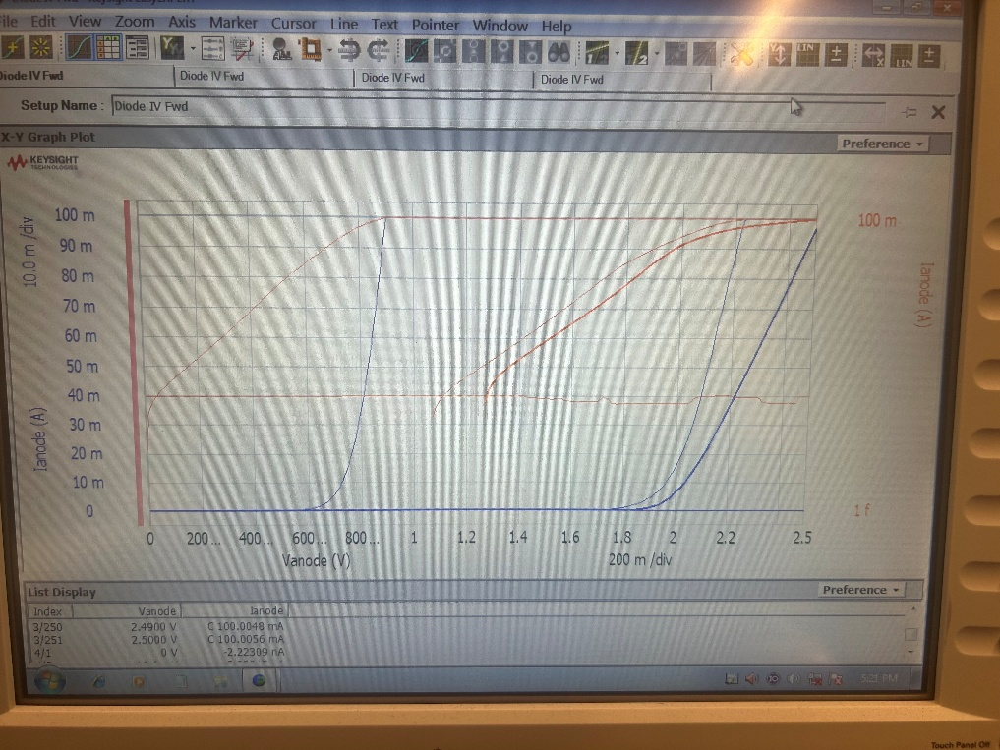 File Edit View Zoom Axis Marker Cursor Line Text Pointer Window Help
Diode IV Fwd Diode IV Fwd Diode IV Fwd Diode IV Fwd
Setup Name : Diode IV Fwd
X-Y Graph Plot
Preference
KEYSIGHT
TECHNOLOGIES
10.0 m /div
Ianode (A)
100 m
90 m
80 m
70 m
60 m
50 m
40 m
30 m
20 m
10 m
0
100 m
Ianode (A)
1 f
0 200... 400... 600... 800... 1 1.2 1.4 1.6 1.8 2 2.2 2.5
Vanode (V) 200 m /div
List Display
Preference
Index Vanode Ianode
3/250 2.4900 V C 100.0048 mA
3/251 2.5000 V C 100.0056 mA
4/1 0 V -2.22309 nA
5:21 PM
Touch Panel Off